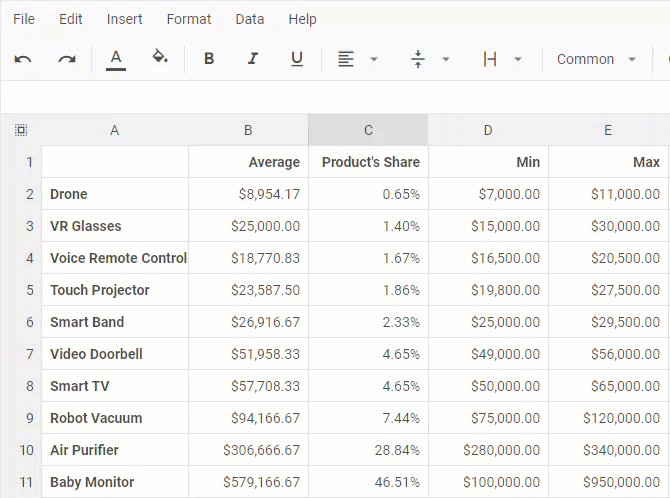 File Edit Insert Format Data Help
A B I U Common
A B C D E
1 Average Product's Share Min Max
2 Drone $8,954.17 0.65% $7,000.00 $11,000.00
3 VR Glasses $25,000.00 1.40% $15,000.00 $30,000.00
4 Voice Remote Control $18,770.83 1.67% $16,500.00 $20,500.00
5 Touch Projector $23,587.50 1.86% $19,800.00 $27,500.00
6 Smart Band $26,916.67 2.33% $25,000.00 $29,500.00
7 Video Doorbell $51,958.33 4.65% $49,000.00 $56,000.00
8 Smart TV $57,708.33 4.65% $50,000.00 $65,000.00
9 Robot Vacuum $94,166.67 7.44% $75,000.00 $120,000.00
10 Air Purifier $306,666.67 28.84% $280,000.00 $340,000.00
11 Baby Monitor $579,166.67 46.51% $100,000.00 $950,000.00